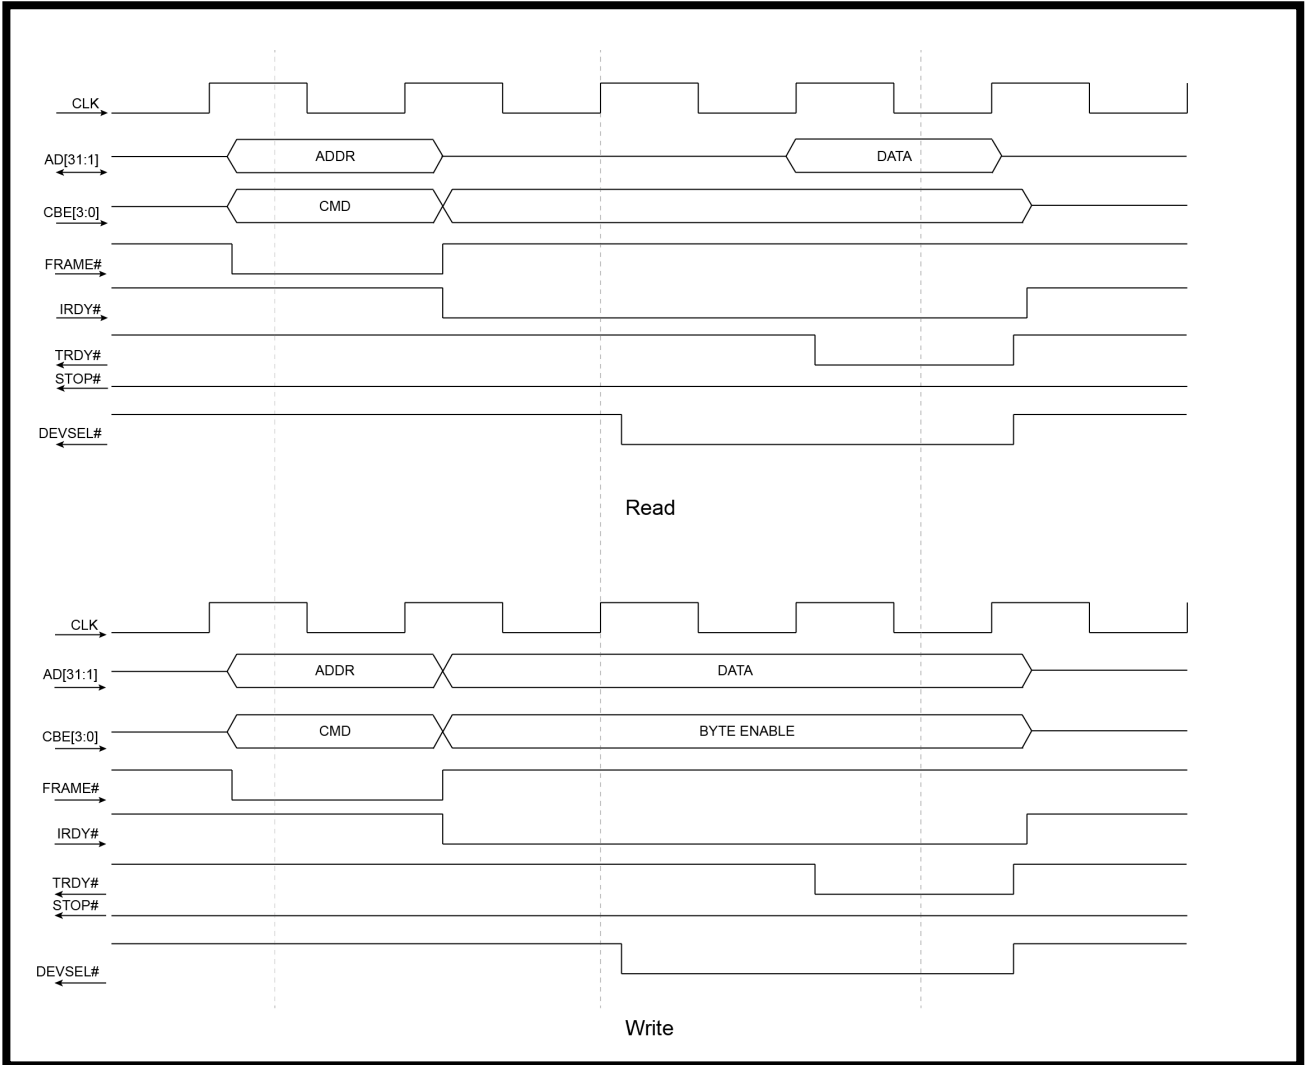 CLK
AD[31:1]
ADDR
DATA
CBE[3:0]
CMD
FRAME#
IRDY#
TRDY#
STOP#
DEVSEL#
Read
CLK
AD[31:1]
ADDR
DATA
CBE[3:0]
CMD
BYTE ENABLE
FRAME#
IRDY#
TRDY#
STOP#
DEVSEL#
Write